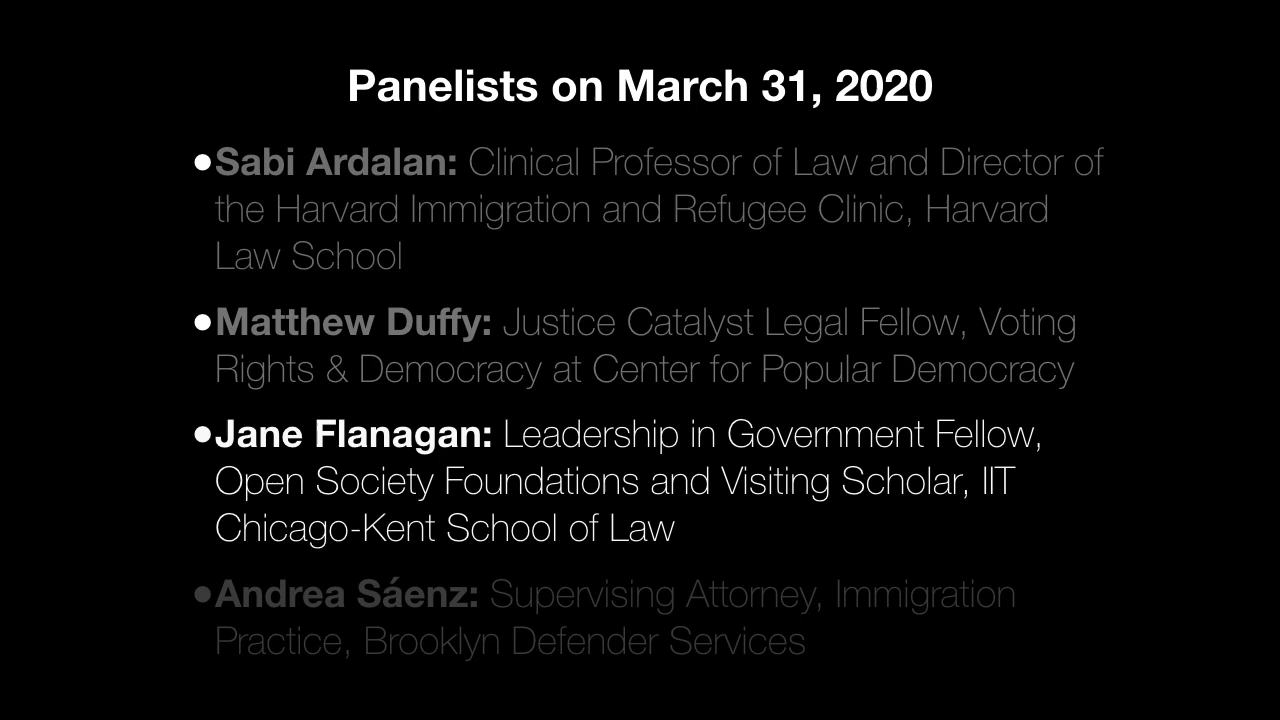 Panelists on March 31, 2020
•Sabi Ardalan: Clinical Professor of Law and Director of
the Harvard Immigration and Refugee Clinic, Harvard
Law School
•Matthew Duffy: Justice Catalyst Legal Fellow, Voting
Rights & Democracy at Center for Popular Democracy
•Jane Flanagan: Leadership in Government Fellow,
Open Society Foundations and Visiting Scholar, IIT
Chicago-Kent School of Law
•Andrea Sáenz: Supervising Attorney, Immigration
Practice, Brooklyn Defender Services